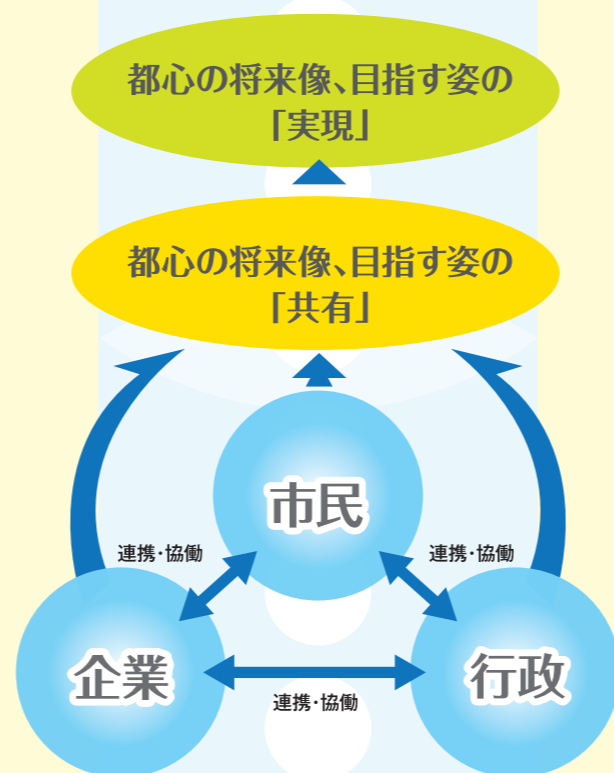 都心の将来像、目指す姿の
「実現」
都心の将来像、目指す姿の
「共有」
市民
連携・協働
連携・協働
企業
行政
連携・協働